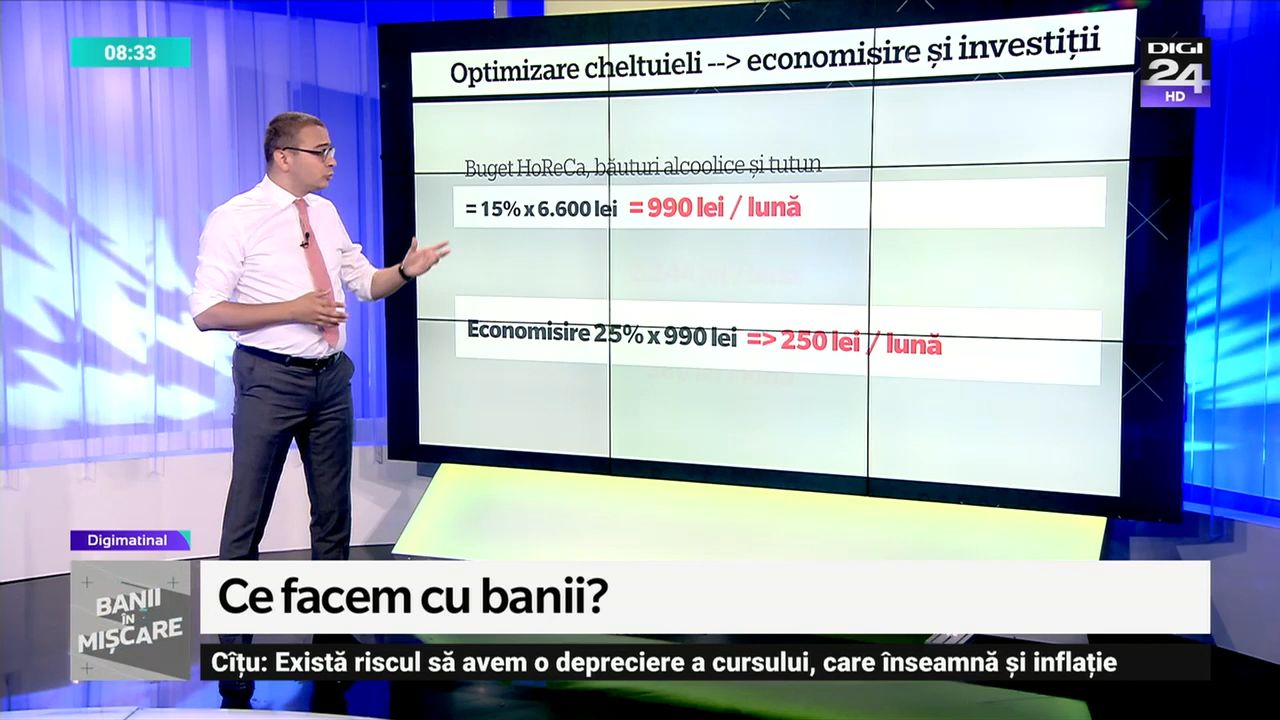 08:33
Optimizare cheltuieli --> economisire și investiții
DIGI
24
HD
Buget HoReCa, băuturi alcoolice și tutun
= 15% x 6.600 lei = 990 lei / lună
Economisire 25% x 990 lei => 250 lei / lună
Digimatinal
BANII
ÎN
MIȘCARE
Ce facem cu banii?
Cîțu: Există riscul să avem o depreciere a cursului, care înseamnă și inflație